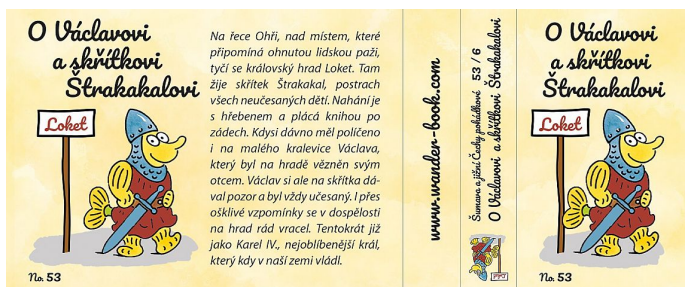 O Václavovi
a skřítkovi
Štrakakalovi
Loket
No. 53
Na řece Ohři, nad místem, které
připomíná ohnutou lidskou paži,
tyčí se královský hrad Loket. Tam
žije skřítek Štrakakal, postrach
všech neučesaných dětí. Nahání je
s hřebenem a plácá knihou po
zádech. Kdysi dávno měl políčeno
i na malého kralevice Václava,
který byl na hradě vězněn svým
otcem. Václav si ale na skřítka dá-
val pozor a byl vždy učesaný. I přes
ošklivé vzpomínky se v dospělosti
na hrad rád vracel. Tentokrát již
jako Karel IV., nejoblíbenější král,
který kdy v naší zemi vládl.
www.wander-book.com
Šumava a jižní Čechy pohádkové 53 / 6
O Václavovi a skřítkovi Štrakakalovi
O Václavovi
a skřítkovi
Štrakakalovi
Loket
No. 53